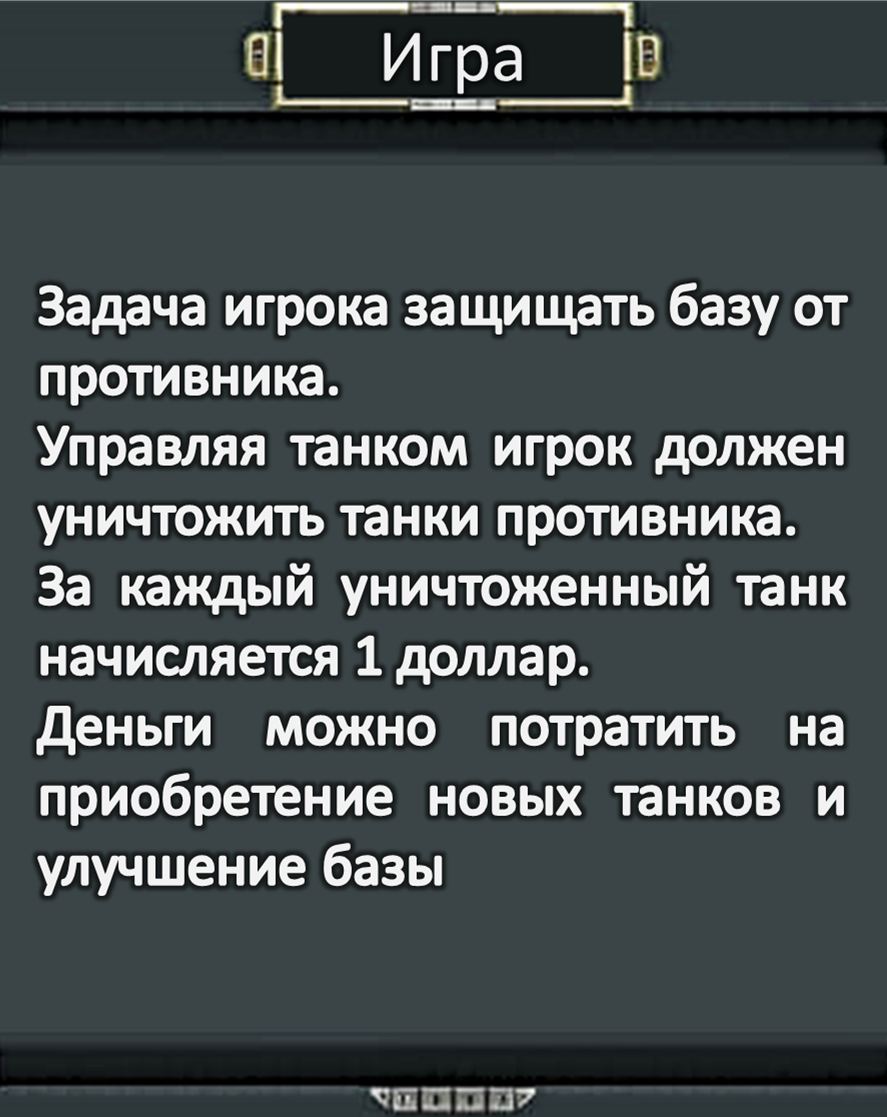 Игра
Задача игрока защищать базу от
противника.
Управляя танком игрок должен
уничтожить танки противника.
За каждый уничтоженный танк
начисляется 1 доллар.
Деньги можно потратить на
приобретение новых танков и
улучшение базы